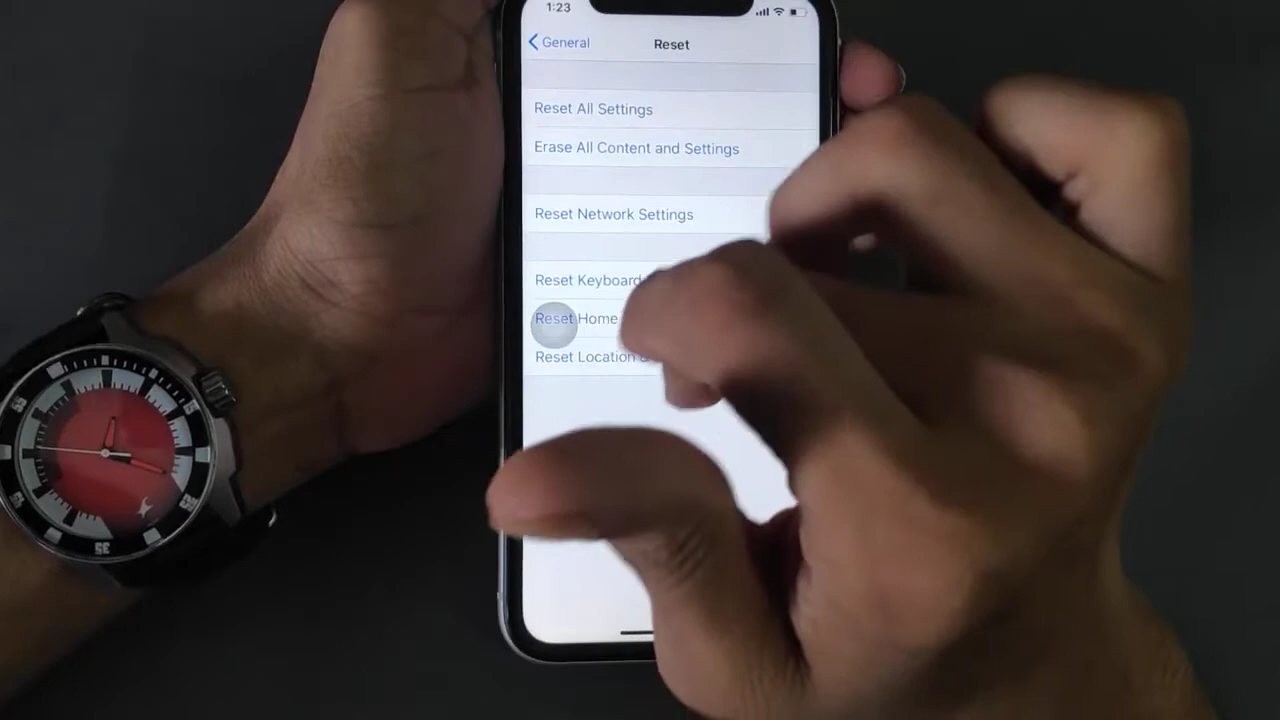 1:23
General
Reset
Reset All Settings
Erase All Content and Settings
Reset Network Settings
Reset Keyboard
Reset Home
Reset Location
35